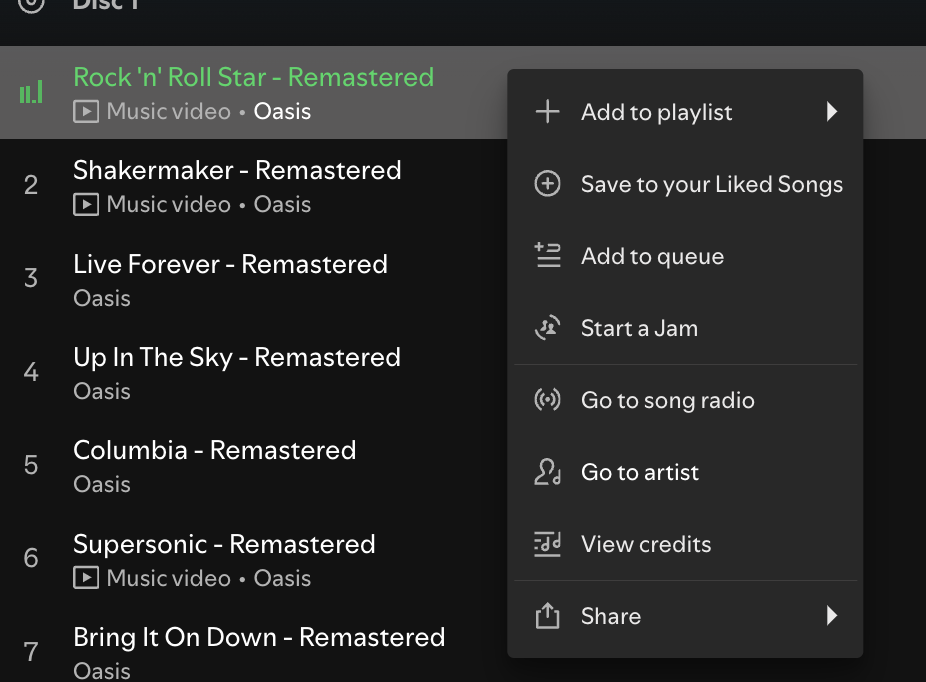 Disc 1
Rock 'n' Roll Star - Remastered
Music video • Oasis
2
Shakermaker - Remastered
Music video • Oasis
3
Live Forever - Remastered
Oasis
4
Up In The Sky - Remastered
Oasis
5
Columbia - Remastered
Oasis
6
Supersonic - Remastered
Music video • Oasis
7
Bring It On Down - Remastered
Oasis
Add to playlist
Save to your Liked Songs
Add to queue
Start a Jam
Go to song radio
Go to artist
View credits
Share